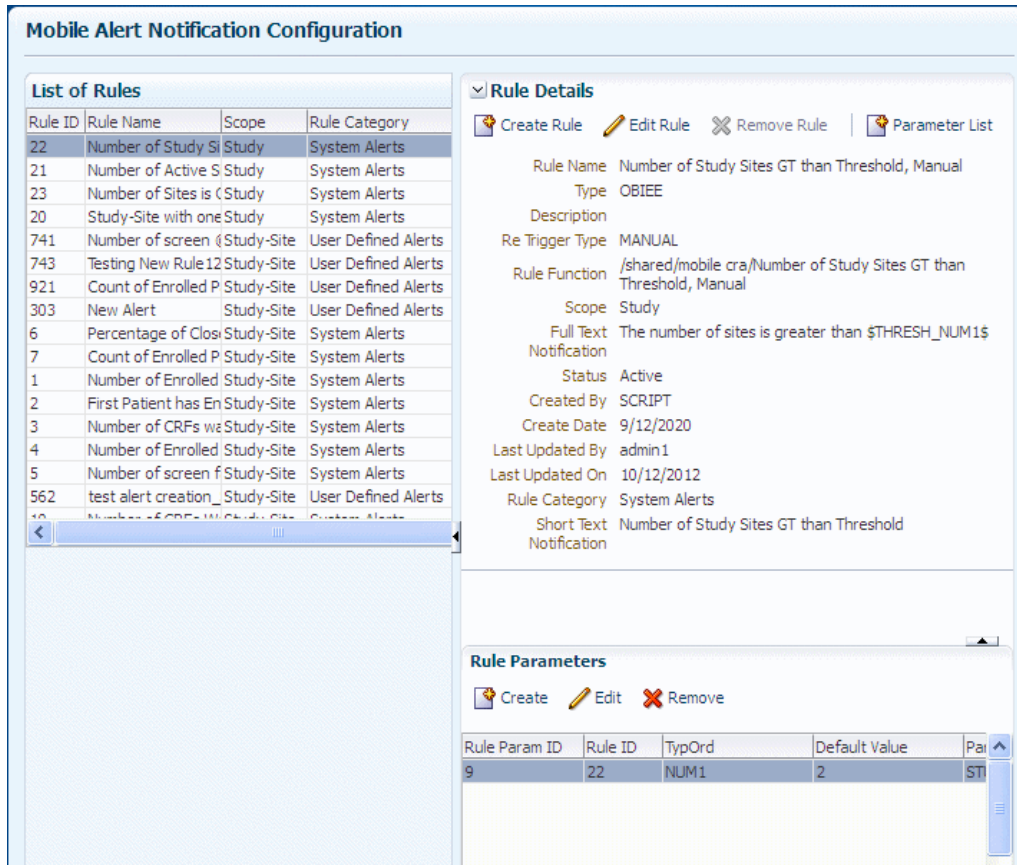 Mobile Alert Notification Configuration
List of Rules
Rule ID Rule Name Scope Rule Category
22 Number of Study Si Study System Alerts
21 Number of Active S Study System Alerts
23 Number of Sites is Study System Alerts
20 Study-Site with one Study System Alerts
741 Number of screen Study-Site User Defined Alerts
743 Testing New Rule12 Study-Site User Defined Alerts
921 Count of Enrolled P Study-Site User Defined Alerts
303 New Alert Study-Site User Defined Alerts
6 Percentage of Clos Study-Site System Alerts
7 Count of Enrolled P Study-Site System Alerts
1 Number of Enrolled Study-Site System Alerts
2 First Patient has En Study-Site System Alerts
3 Number of CRFs wa Study-Site System Alerts
4 Number of Enrolled Study-Site System Alerts
5 Number of screen f Study-Site System Alerts
562 test alert creation_ Study-Site User Defined Alerts
Rule Details
Create Rule Edit Rule Remove Rule Parameter List
Rule Name Number of Study Sites GT than Threshold, Manual
Type OBIEE
Description
Re Trigger Type MANUAL
Rule Function /shared/mobile cra/Number of Study Sites GT than
Threshold, Manual
Scope Study
Full Text The number of sites is greater than $THRESH_NUM1$
Notification
Status Active
Created By SCRIPT
Create Date 9/12/2020
Last Updated By admin1
Last Updated On 10/12/2012
Rule Category System Alerts
Short Text Number of Study Sites GT than Threshold
Notification
Rule Parameters
Create Edit Remove
Rule Param ID Rule ID TypOrd Default Value Par
9 22 NUM1 2 ST